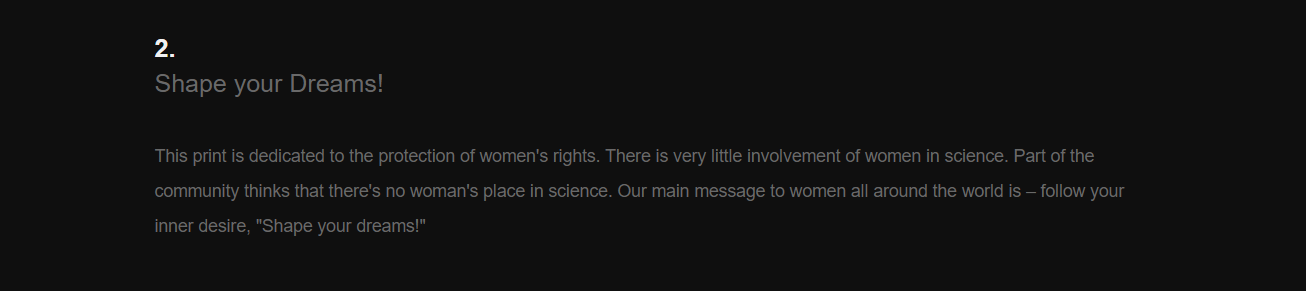 2.
Shape your Dreams!
This print is dedicated to the protection of women's rights. There is very little involvement of women in science. Part of the
community thinks that there's no woman's place in science. Our main message to women all around the world is – follow your
inner desire, "Shape your dreams!"